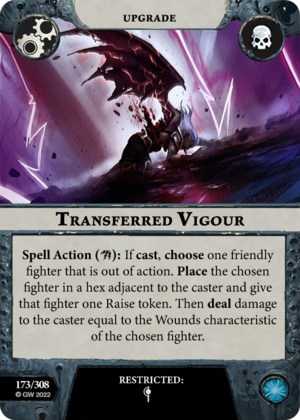 UPGRADE
TRANSFERRED VIGOUR
Spell Action ( ): If cast, choose one friendly
fighter that is out of action. Place the chosen
fighter in a hex adjacent to the caster and give
that fighter one Raise token. Then deal damage
to the caster equal to the Wounds characteristic
of the chosen fighter.
173/308
© GW 2022
RESTRICTED: